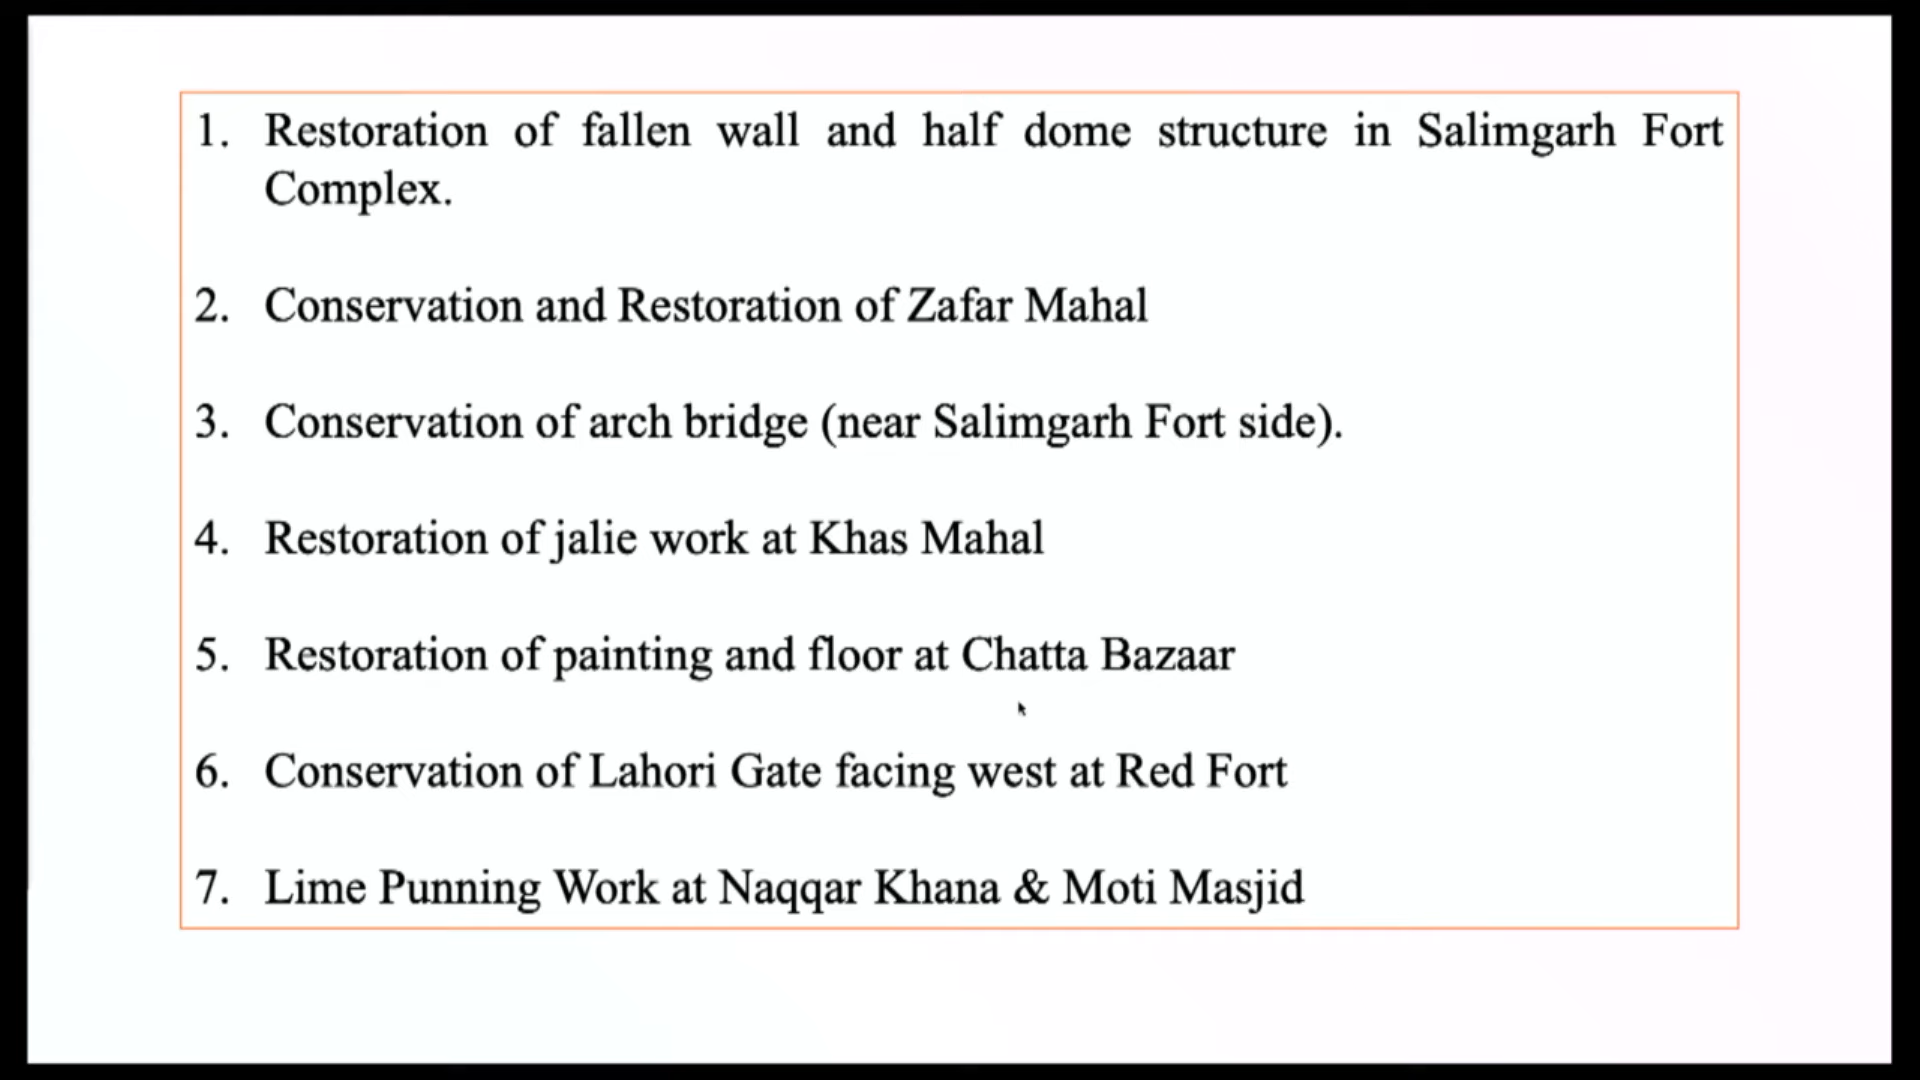 1. Restoration of fallen wall and half dome structure in Salimgarh Fort
Complex.
2. Conservation and Restoration of Zafar Mahal
3. Conservation of arch bridge (near Salimgarh Fort side).
4. Restoration of jalie work at Khas Mahal
5. Restoration of painting and floor at Chatta Bazaar
6. Conservation of Lahori Gate facing west at Red Fort
7. Lime Punning Work at Naqqar Khana & Moti Masjid